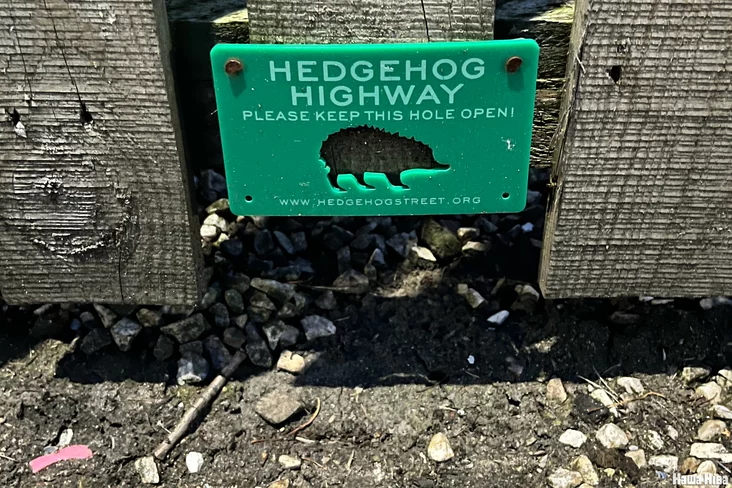 HEDGEHOG
HIGHWAY
PLEASE KEEP THIS HOLE OPEN!
WWW.HEDGEHOGSTREET.ORG
Наша Ніва